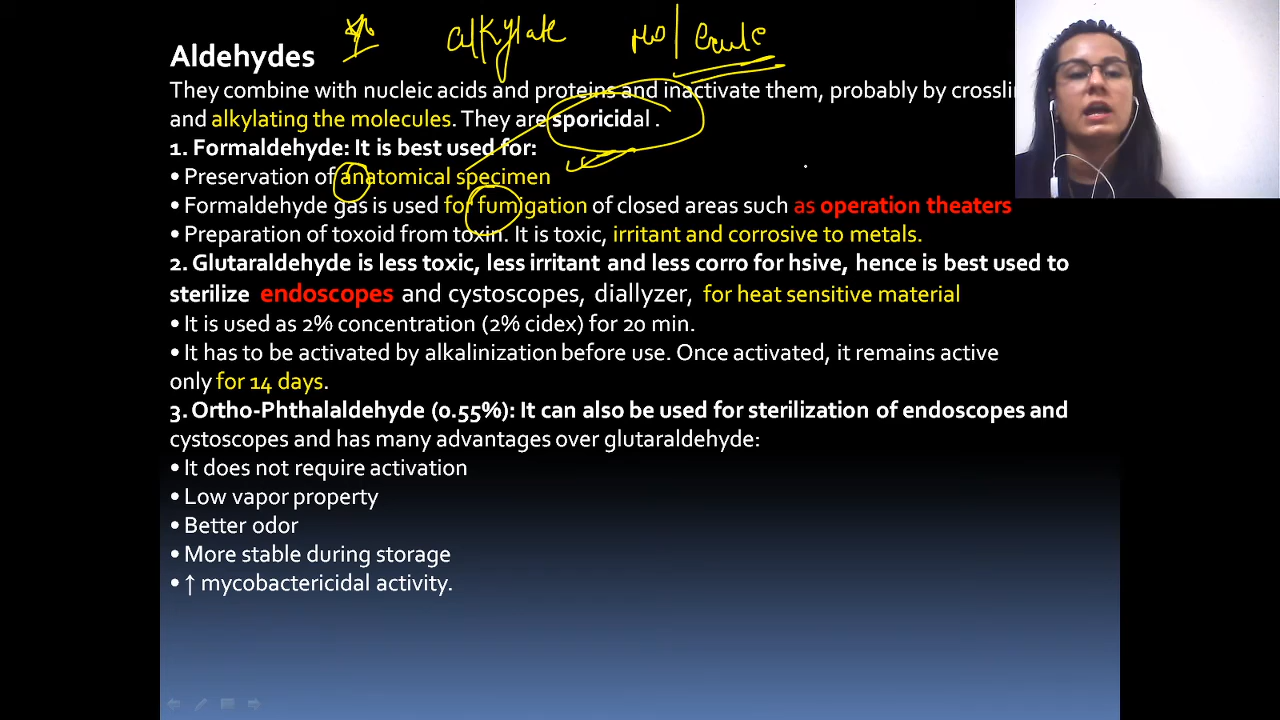 alkylate molecule
Aldehydes
They combine with nucleic acids and proteins and inactivate them, probably by
and alkylating the molecules. They are sporicidal .
1. Formaldehyde: It is best used for:
• Preservation of anatomical specimen
• Formaldehyde gas is used for fumigation of closed areas such as operation theaters
• Preparation of toxoid from toxin. It is toxic, irritant and corrosive to metals.
2. Glutaraldehyde is less toxic, less irritant and less corro for hsive, hence is best used to
sterilize endoscopes and cystoscopes, diallyzer, for heat sensitive material
• It is used as 2% concentration (2% cidex) for 20 min.
• It has to be activated by alkalinization before use. Once activated, it remains active
only for 14 days.
3. Ortho-Phthalaldehyde (0.55%): It can also be used for sterilization of endoscopes and
cystoscopes and has many advantages over glutaraldehyde:
• It does not require activation
• Low vapor property
• Better odor
• More stable during storage
• ↑ mycobactericidal activity.